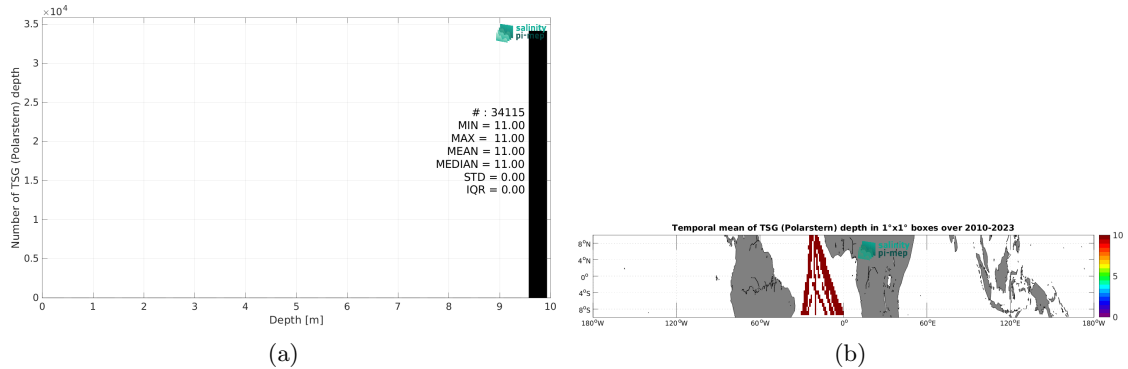 ×10⁴
3.5
3
2.5
2
1.5
1
0.5
0
Number of TSG (Polarstern) depth
salinity
pi-mep
# : 34115
MIN = 11.00
MAX = 11.00
MEAN = 11.00
MEDIAN = 11.00
STD = 0.00
IQR = 0.00
0 1 2 3 4 5 6 7 8 9 10
Depth [m]
(a)
Temporal mean of TSG (Polarstern) depth in 1°x1° boxes over 2010-2023
salinity
pi-mep
8°N
4°N
0°
4°S
8°S
180°W 120°W 60°W 0° 60°E 120°E 180°W
10
5
0
(b)